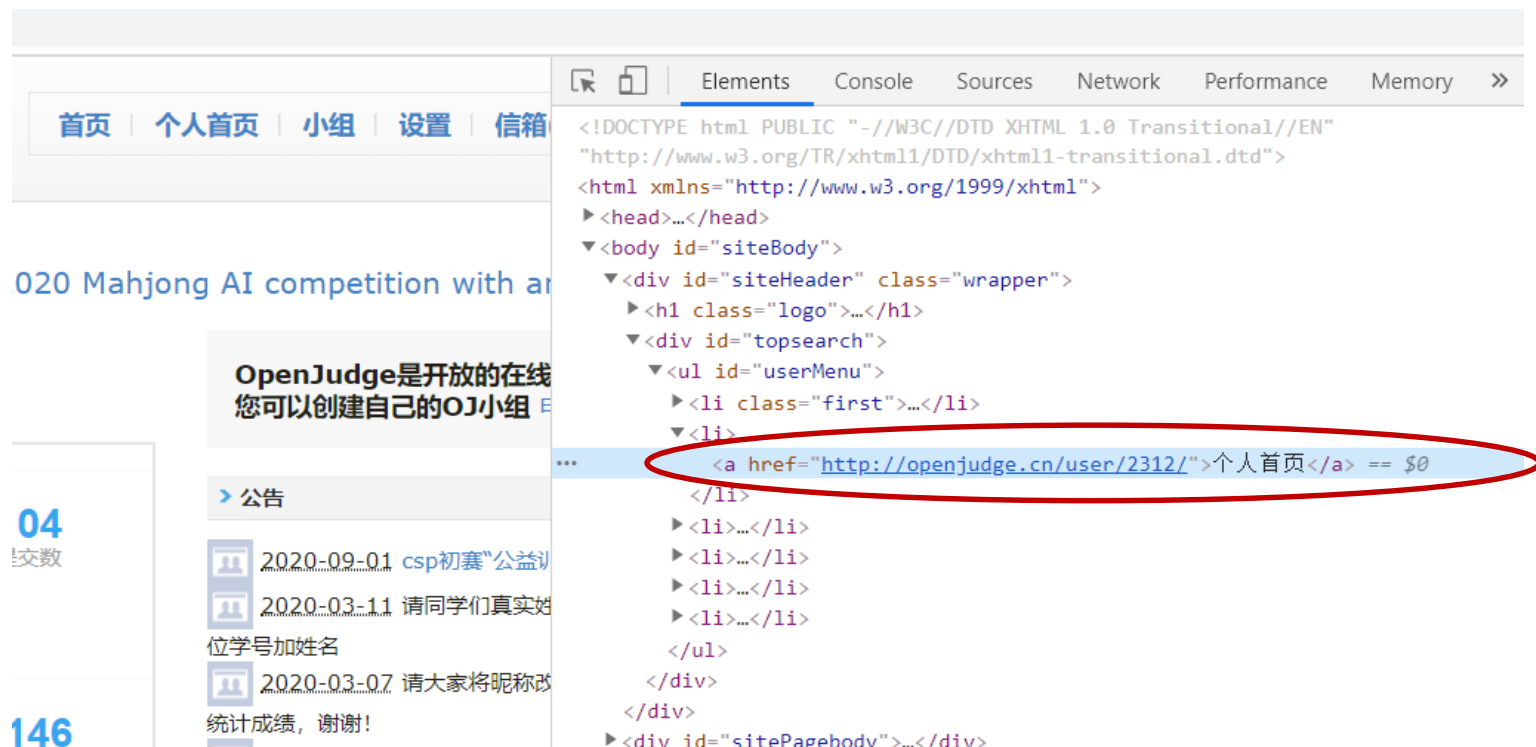 首页 个人首页 小组 设置 信箱
020 Mahjong AI competition with
OpenJudge是开放的在线
您可以创建自己的OJ小组
04
交数
146
公告
2020-09-01 csp初赛“公益
2020-03-11 请同学们真实姓
位学号加姓名
2020-03-07 请大家将昵称改
统计成绩，谢谢！
Elements Console Sources Network Performance Memory »
<!DOCTYPE html PUBLIC "-//W3C//DTD XHTML 1.0 Transitional//EN"
"http://www.w3.org/TR/xhtml1/DTD/xhtml1-transitional.dtd">
<html xmlns="http://www.w3.org/1999/xhtml">
▶<head>…</head>
▼<body id="siteBody">
▼<div id="siteHeader" class="wrapper">
▶<h1 class="logo">…</h1>
▼<div id="topsearch">
▼<ul id="userMenu">
▶<li class="first">…</li>
▼<li>
<a href="http://openjudge.cn/user/2312/">个人首页</a> == $0
</li>
▶<li>…</li>
▶<li>…</li>
▶<li>…</li>
▶<li>…</li>
</ul>
</div>
</div>
▶<div id="sitePagebody">…</div>